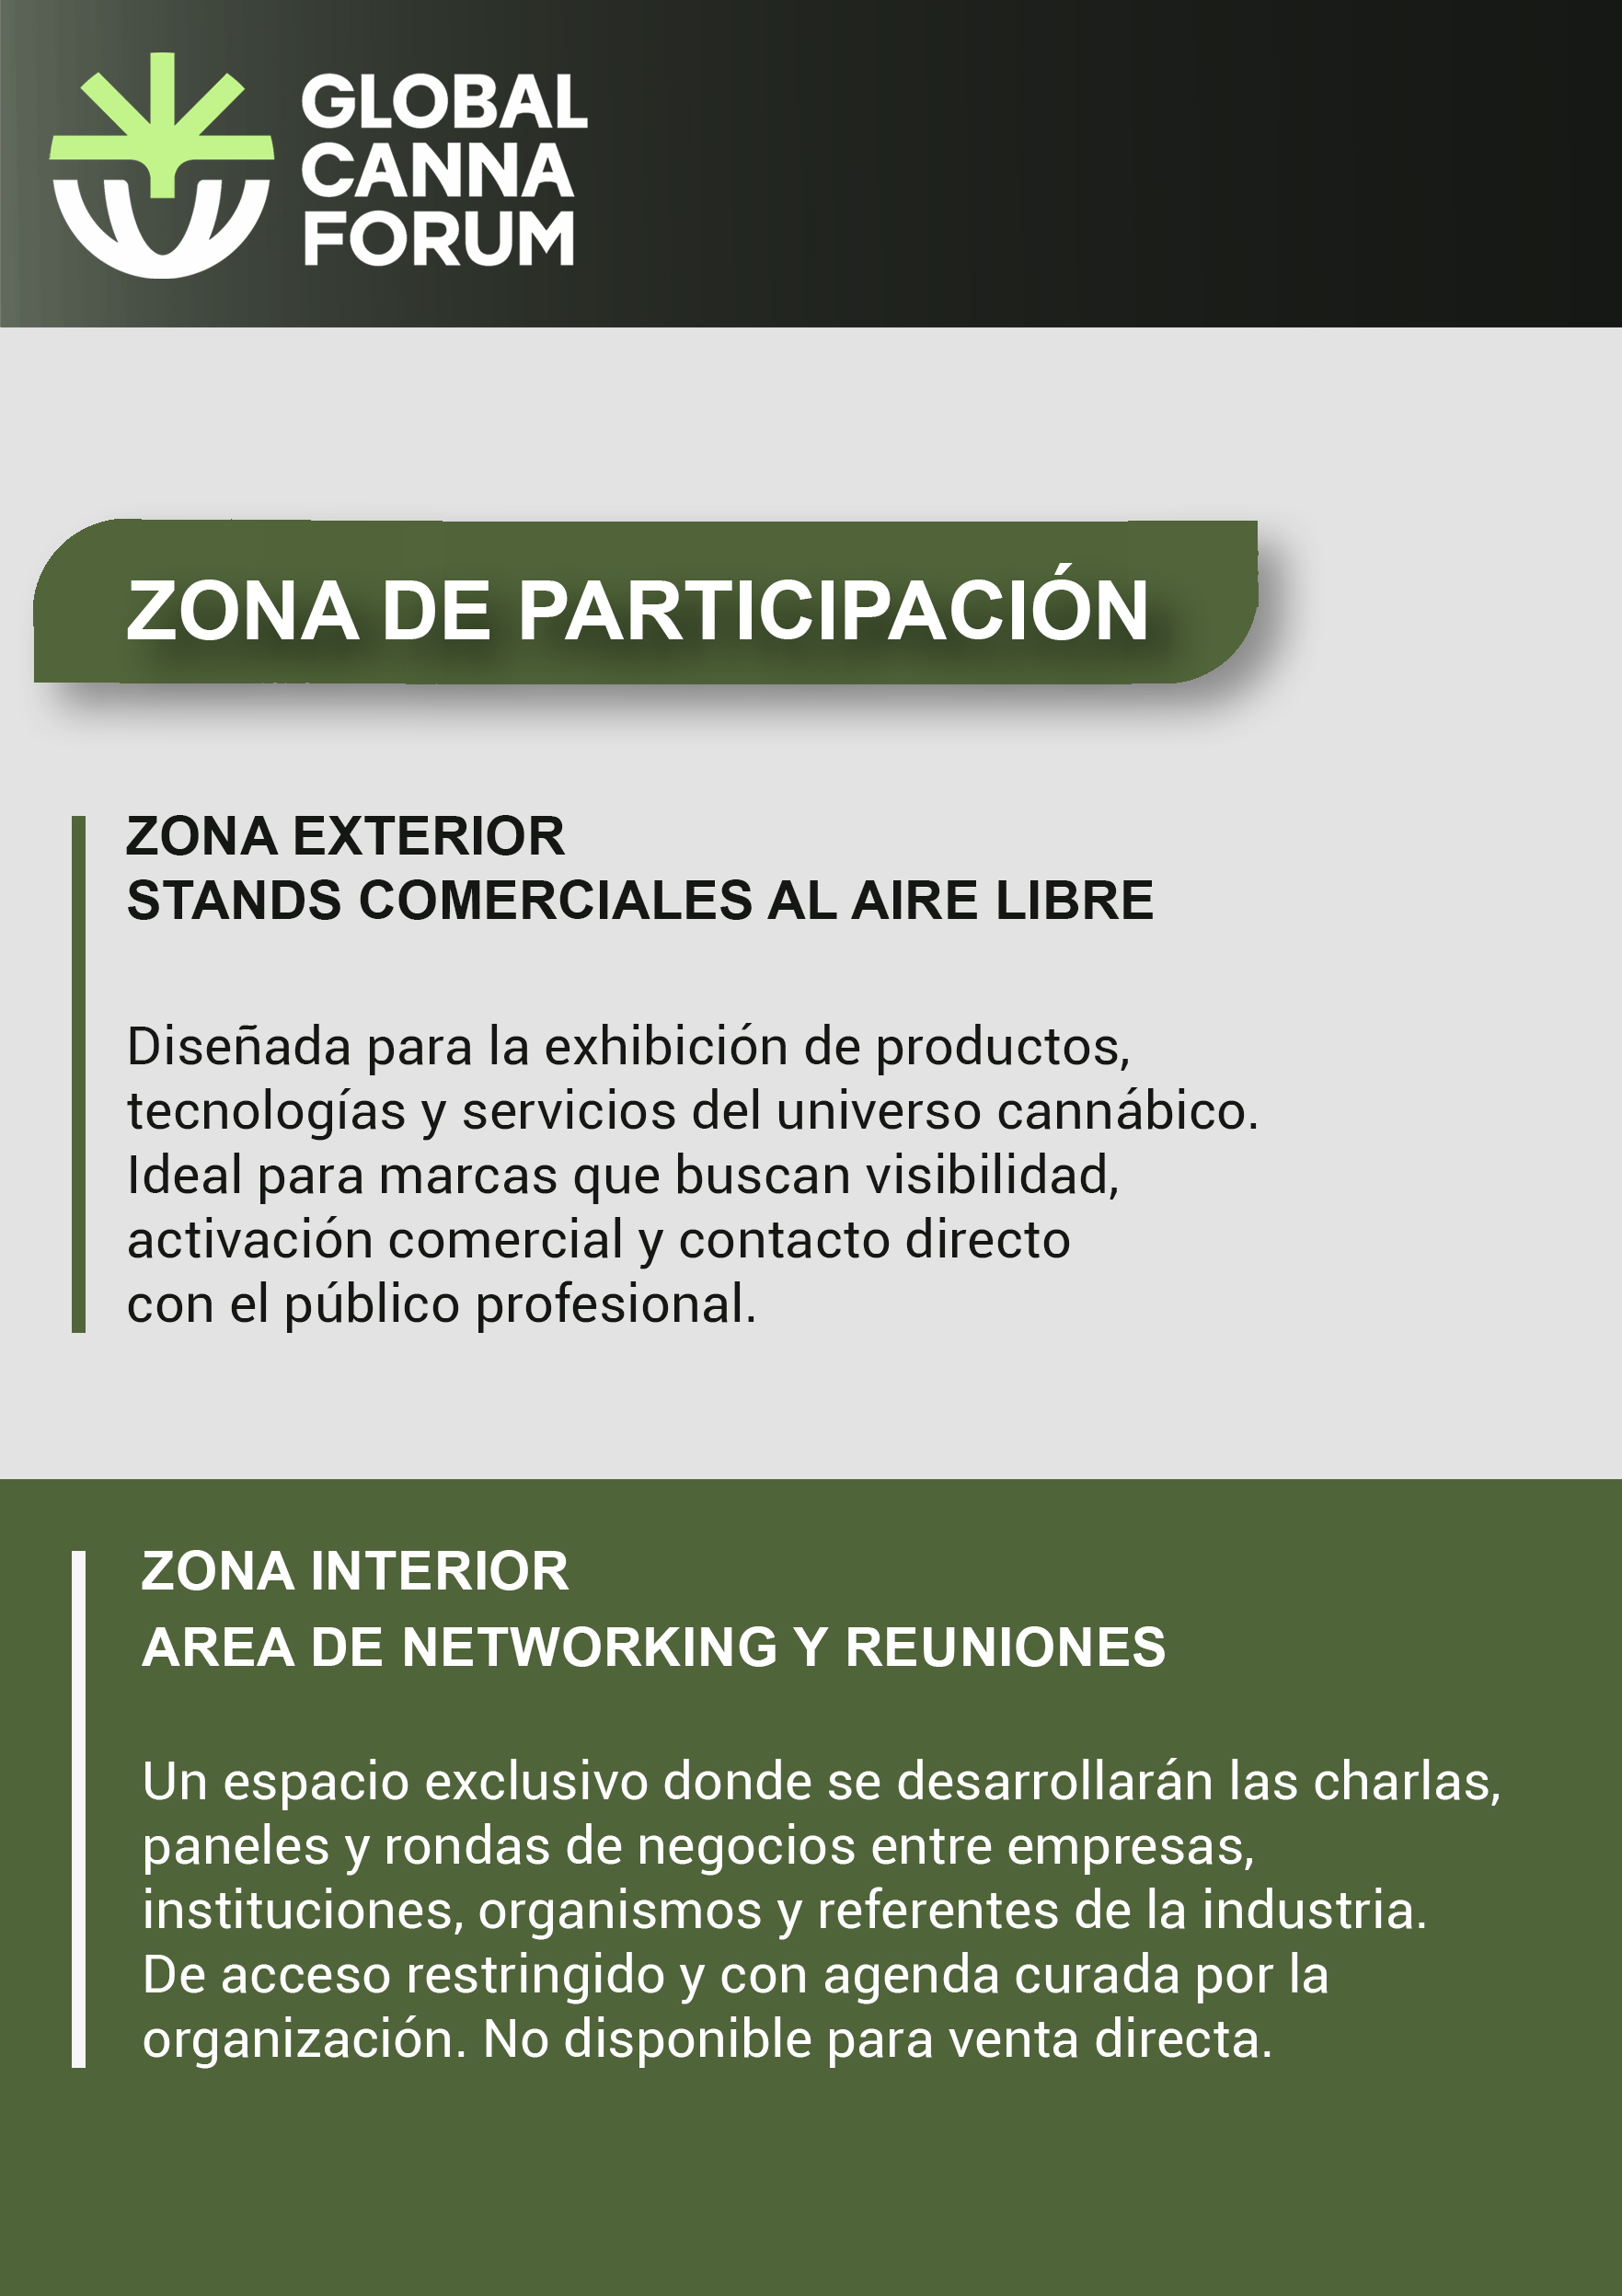 GLOBAL
CANNA
FORUM
ZONA DE PARTICIPACIÓN
ZONA EXTERIOR
STANDS COMERCIALES AL AIRE LIBRE
Diseñada para la exhibición de productos,
tecnologías y servicios del universo cannábico.
Ideal para marcas que buscan visibilidad,
activación comercial y contacto directo
con el público profesional.
ZONA INTERIOR
AREA DE NETWORKING Y REUNIONES
Un espacio exclusivo donde se desarrollarán las charlas,
paneles y rondas de negocios entre empresas,
instituciones, organismos y referentes de la industria.
De acceso restringido y con agenda curada por la
organización. No disponible para venta directa.